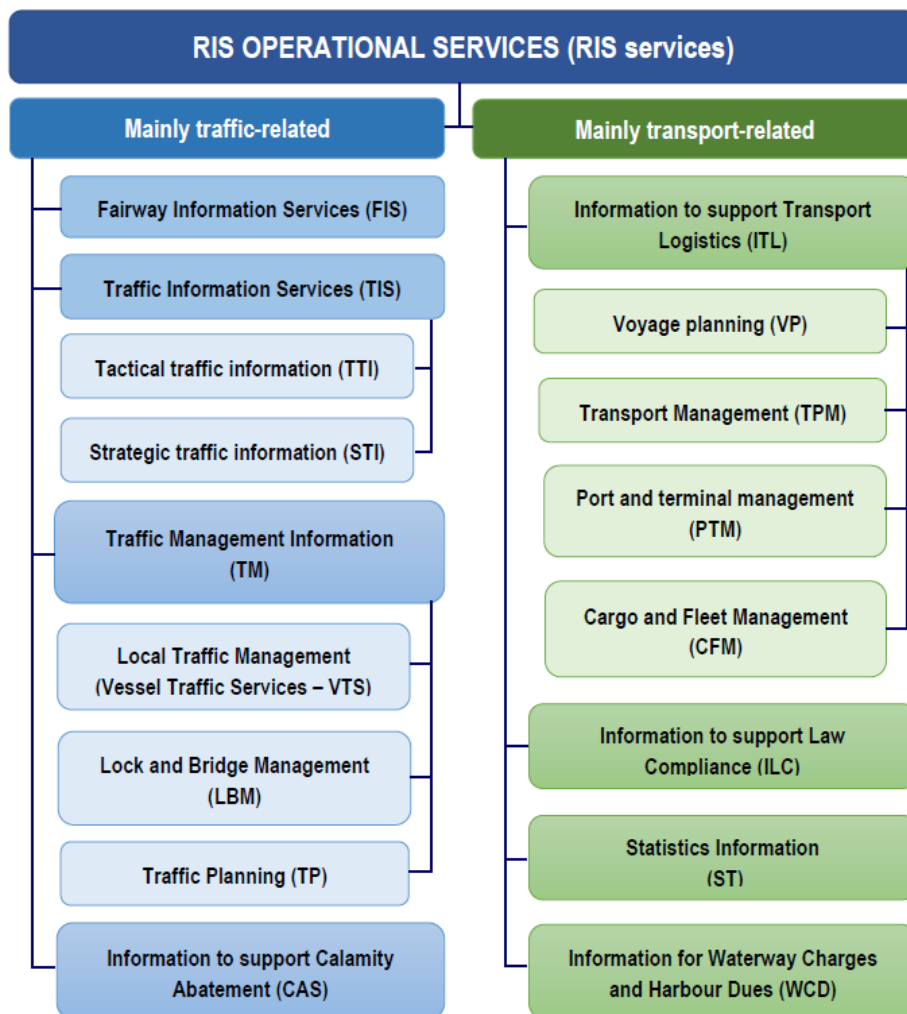 RIS OPERATIONAL SERVICES (RIS services)
Mainly traffic-related
Fairway Information Services (FIS)
Traffic Information Services (TIS)
Tactical traffic information (TTI)
Strategic traffic information (STI)
Traffic Management Information
(TM)
Local Traffic Management
(Vessel Traffic Services – VTS)
Lock and Bridge Management
(LBM)
Traffic Planning (TP)
Information to support Calamity
Abatement (CAS)
Mainly transport-related
Information to support Transport
Logistics (ITL)
Voyage planning (VP)
Transport Management (TPM)
Port and terminal management
(PTM)
Cargo and Fleet Management
(CFM)
Information to support Law
Compliance (ILC)
Statistics Information
(ST)
Information for Waterway Charges
and Harbour Dues (WCD)